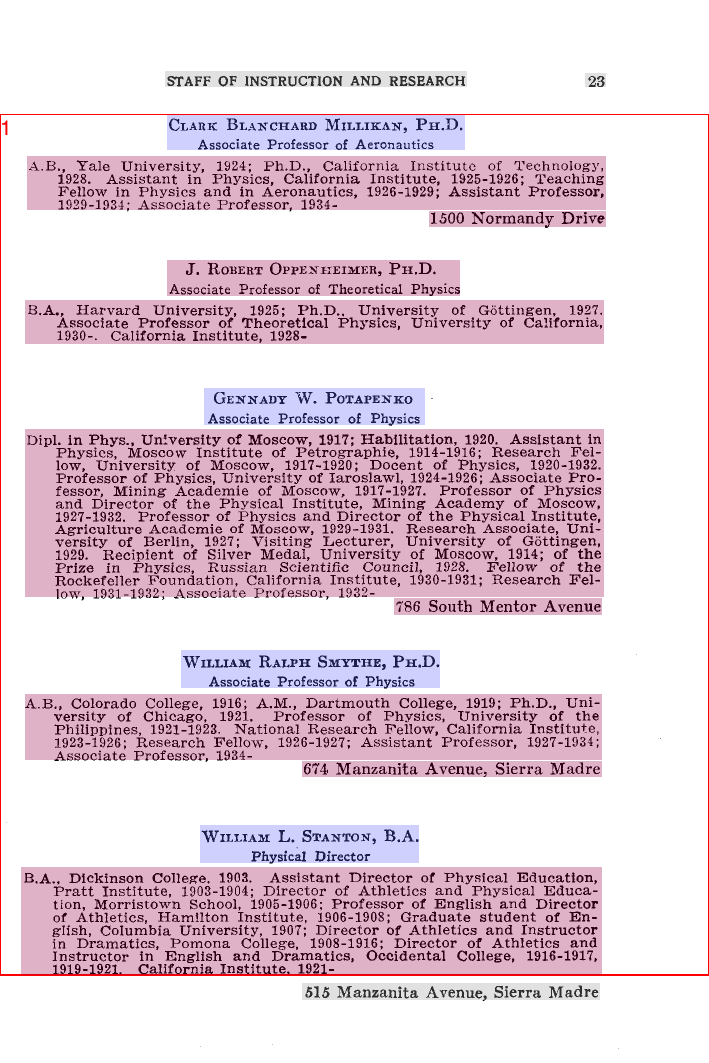 STAFF OF INSTRUCTION AND RESEARCH 23
1
CLARK BLANCHARD MILLIKAN, PH.D.
Associate Professor of Aeronautics
A.B., Yale University, 1924; Ph.D., California Institute of Technology,
1928. Assistant in Physics, California Institute, 1925-1926; Teaching
Fellow in Physics and in Aeronautics, 1926-1929; Assistant Professor,
1929-1934; Associate Professor, 1934-
1500 Normandy Drive
J. ROBERT OPPENHEIMER, PH.D.
Associate Professor of Theoretical Physics
B.A., Harvard University, 1925; Ph.D., University of Göttingen, 1927.
Associate Professor of Theoretical Physics, University of California,
1930-. California Institute, 1928-
GENNADY W. POTAPENKO
Associate Professor of Physics
Dipl. in Phys., University of Moscow, 1917; Habilitation, 1920. Assistant in
Physics, Moscow Institute of Petrographie, 1914-1916; Research Fel-
low, University of Moscow, 1917-1920; Docent of Physics, 1920-1932.
Professor of Physics, University of Iaroslawl, 1924-1926; Associate Pro-
fessor, Mining Academie of Moscow, 1917-1927. Professor of Physics
and Director of the Physical Institute, Mining Academy of Moscow,
1927-1932. Professor of Physics and Director of the Physical Institute,
Agriculture Academie of Moscow, 1929-1931. Research Associate, Uni-
versity of Berlin, 1927; Visiting Lecturer, University of Göttingen,
1929. Recipient of Silver Medal, University of Moscow, 1914; of the
Prize in Physics, Russian Scientific Council, 1928. Fellow of the
Rockefeller Foundation, California Institute, 1930-1931; Research Fel-
low, 1931-1932; Associate Professor, 1932-
786 South Mentor Avenue
WILLIAM RALPH SMYTHE, PH.D.
Associate Professor of Physics
A.B., Colorado College, 1916; A.M., Dartmouth College, 1919; Ph.D., Uni-
versity of Chicago, 1921. Professor of Physics, University of the
Philippines, 1921-1923. National Research Fellow, California Institute,
1923-1926; Research Fellow, 1926-1927; Assistant Professor, 1927-1934;
Associate Professor, 1934-
674 Manzanita Avenue, Sierra Madre
WILLIAM L. STANTON, B.A.
Physical Director
B.A., Dickinson College, 1903. Assistant Director of Physical Education,
Pratt Institute, 1903-1904; Director of Athletics and Physical Educa-
tion, Morristown School, 1905-1906; Professor of English and Director
of Athletics, Hamilton Institute, 1906-1908; Graduate student of En-
glish, Columbia University, 1907; Director of Athletics and Instructor
in Dramatics, Pomona College, 1908-1916; Director of Athletics and
Instructor in English and Dramatics, Occidental College, 1916-1917,
1919-1921. California Institute, 1921-
515 Manzanita Avenue, Sierra Madre